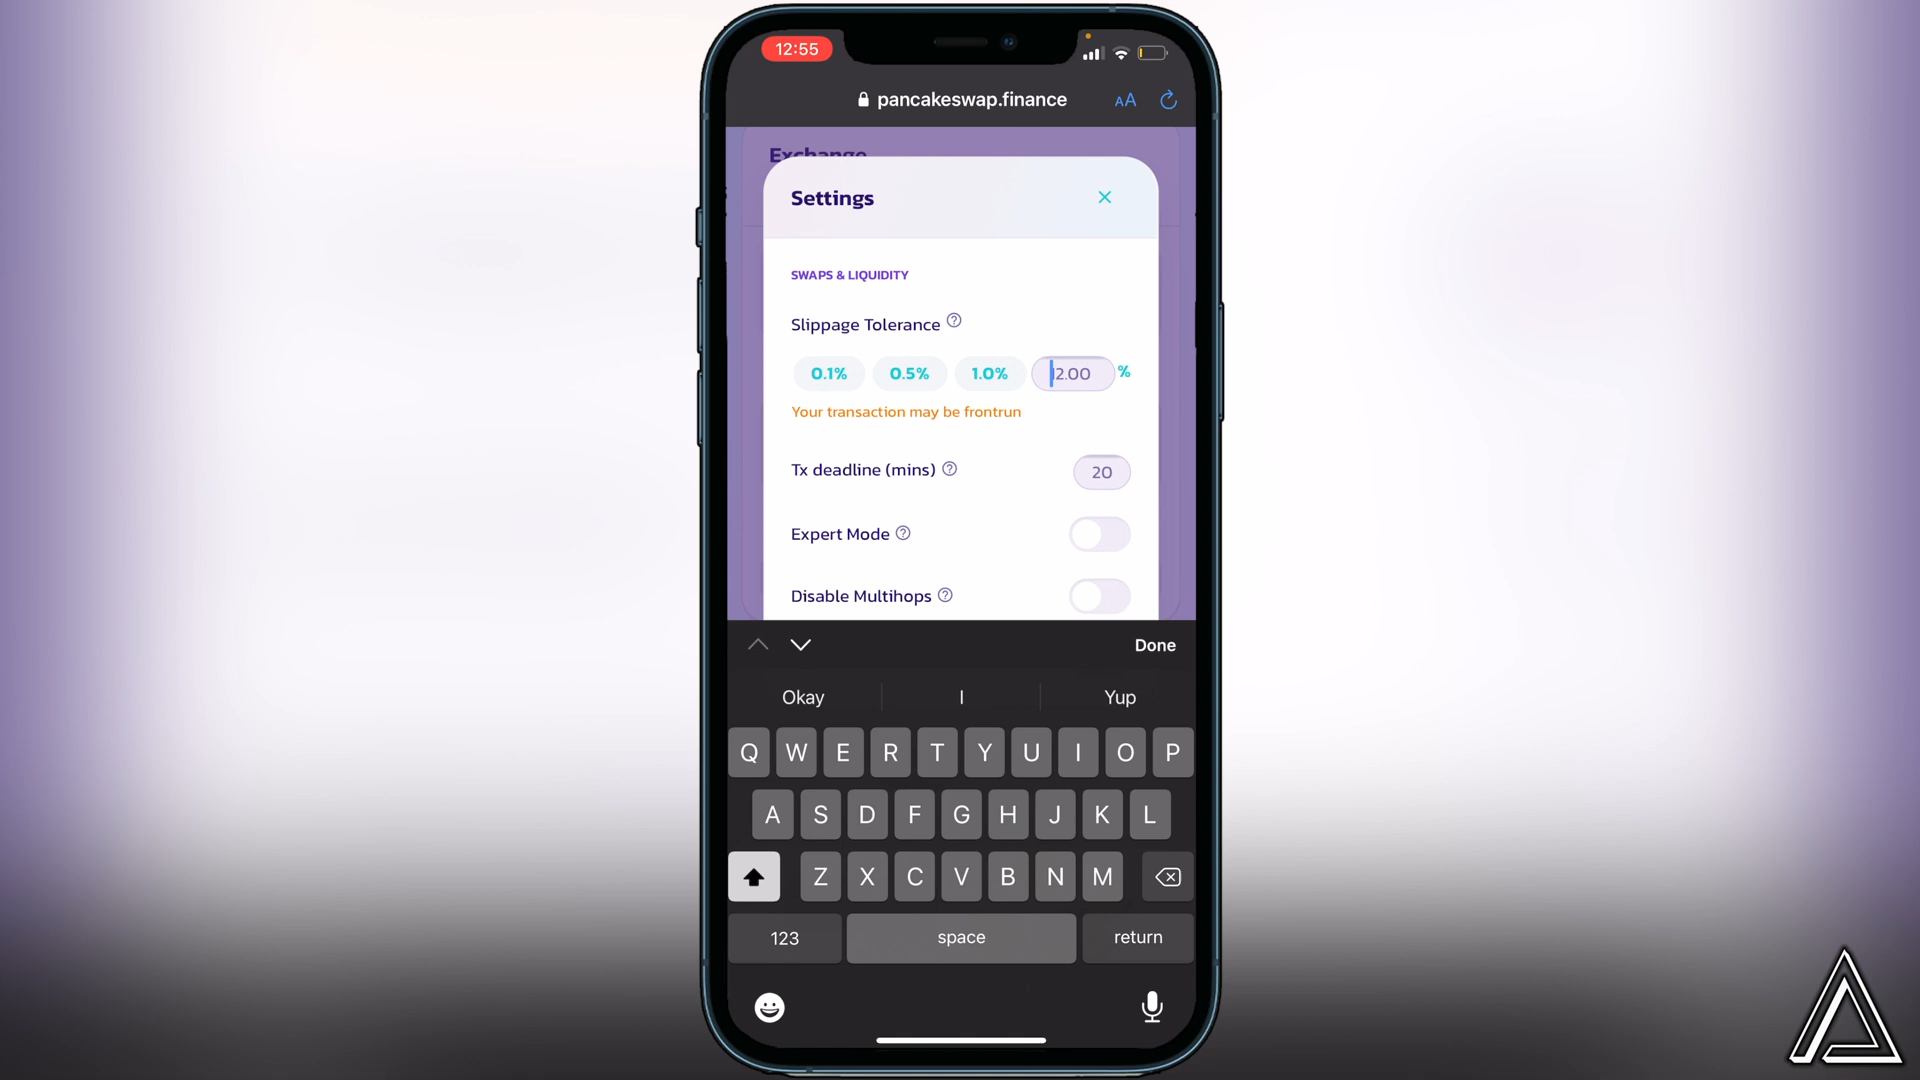 12:55
pancakeswap.finance AA
Exchange
Settings
SWAPS & LIQUIDITY
Slippage Tolerance ?
0.1% 0.5% 1.0% 12.00 %
Your transaction may be frontrun
Tx deadline (mins) ? 20
Expert Mode ?
Disable Multihops ?
Done
Okay I Yup
Q W E R T Y U I O P
A S D F G H J K L
Z X C V B N M
123 space return